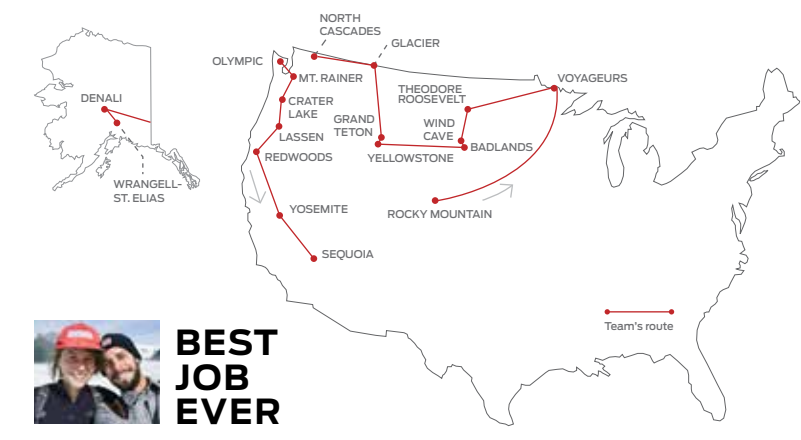 NORTH
CASCADES
GLACIER
OLYMPIC
MT. RAINER
VOYAGEURS
THEODORE
ROOSEVELT
DENALI
CRATER
LAKE
GRAND
TETON
WIND
CAVE
LASSEN
BADLANDS
REDWOODS
YELLOWSTONE
WRANGELL-
ST. ELIAS
YOSEMITE
ROCKY MOUNTAIN
SEQUOIA
Team's route
BEST
JOB
EVER